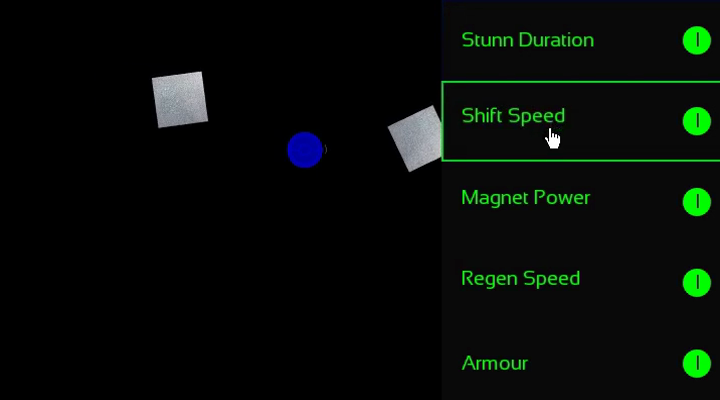 Stunn Duration
Shift Speed
Magnet Power
Regen Speed
Armour